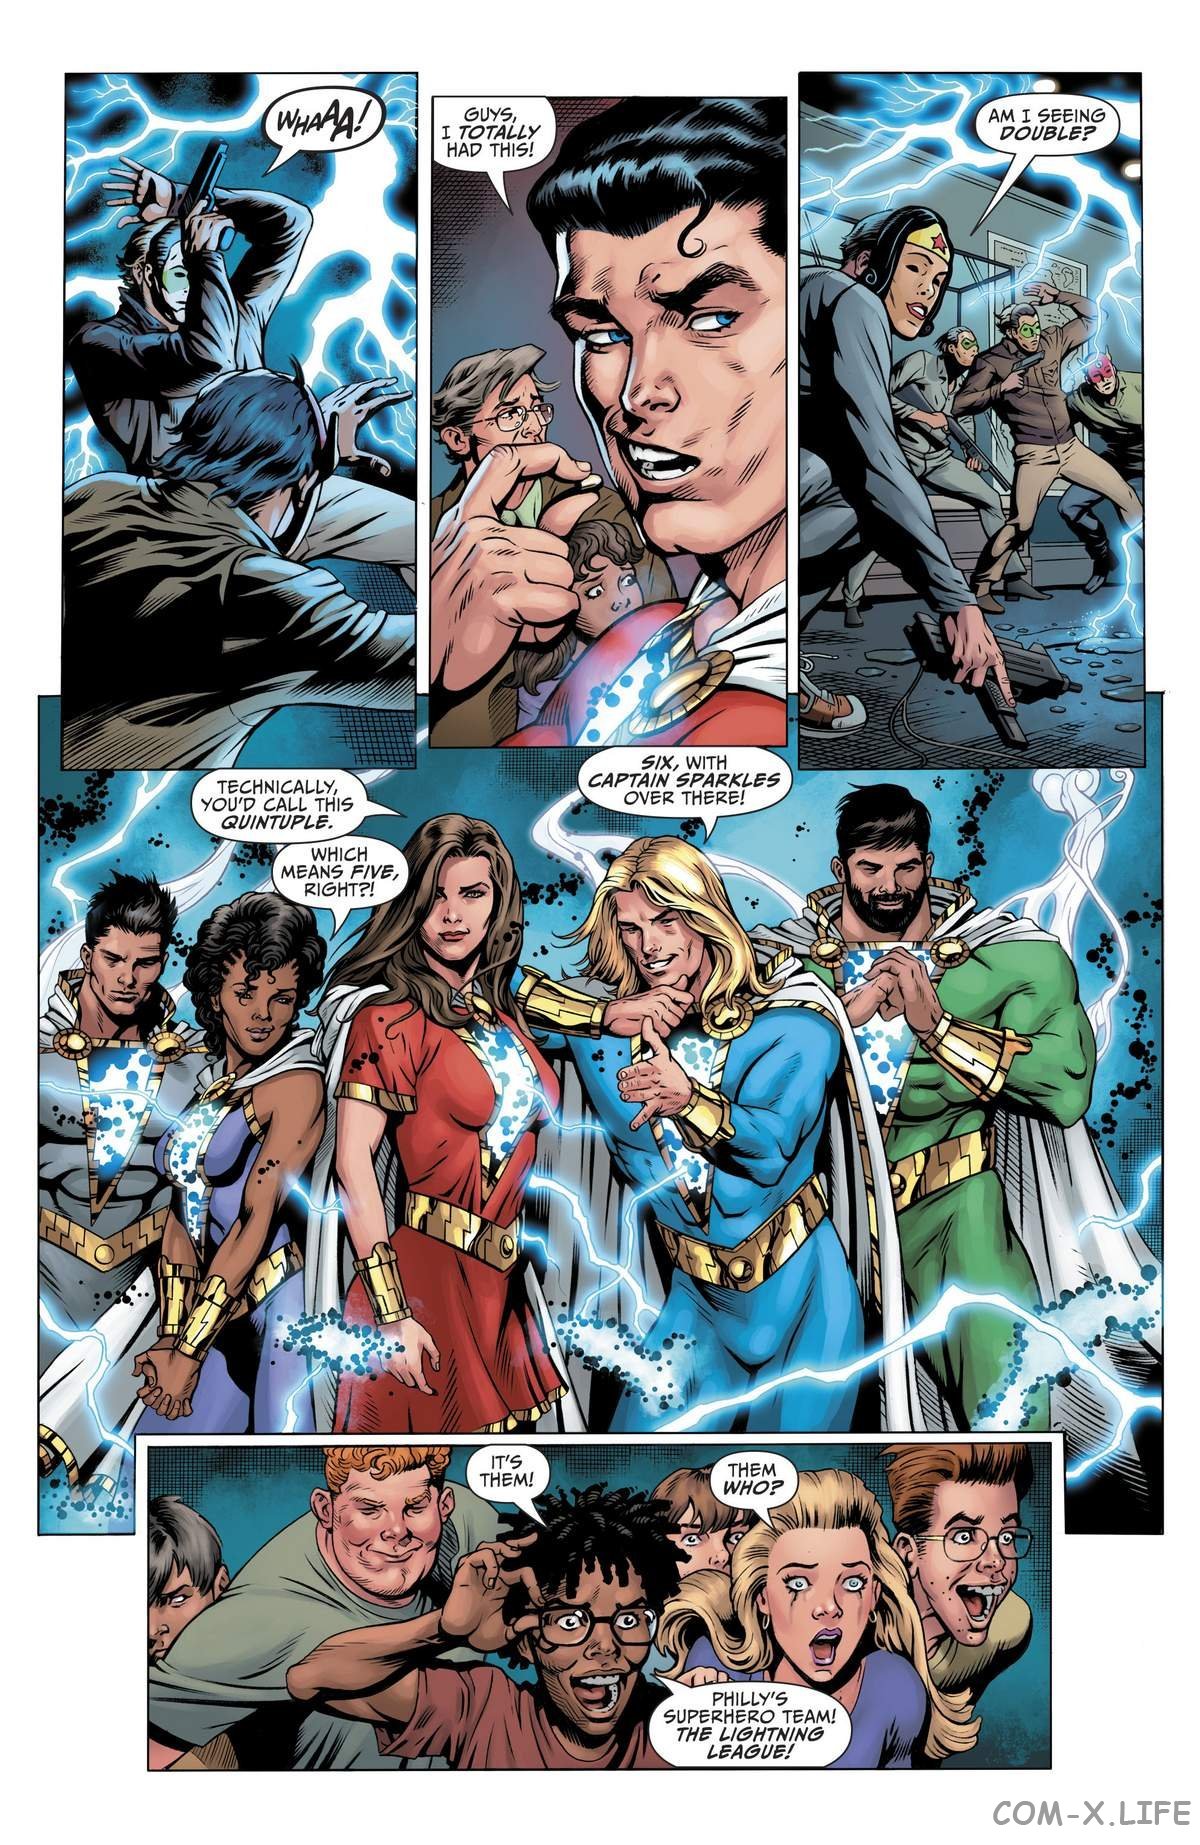 WHAAA!
GUYS,
I TOTALLY
HAD THIS!
AM I SEEING
DOUBLE?
TECHNICALLY,
YOU'D CALL THIS
QUINTUPLE.
WHICH
MEANS FIVE,
RIGHT?!
SIX, WITH
CAPTAIN SPARKLES
OVER THERE!
IT'S
THEM!
THEM
WHO?
PHILLY'S
SUPERHERO TEAM!
THE LIGHTNING
LEAGUE!
COM-X.LIFE